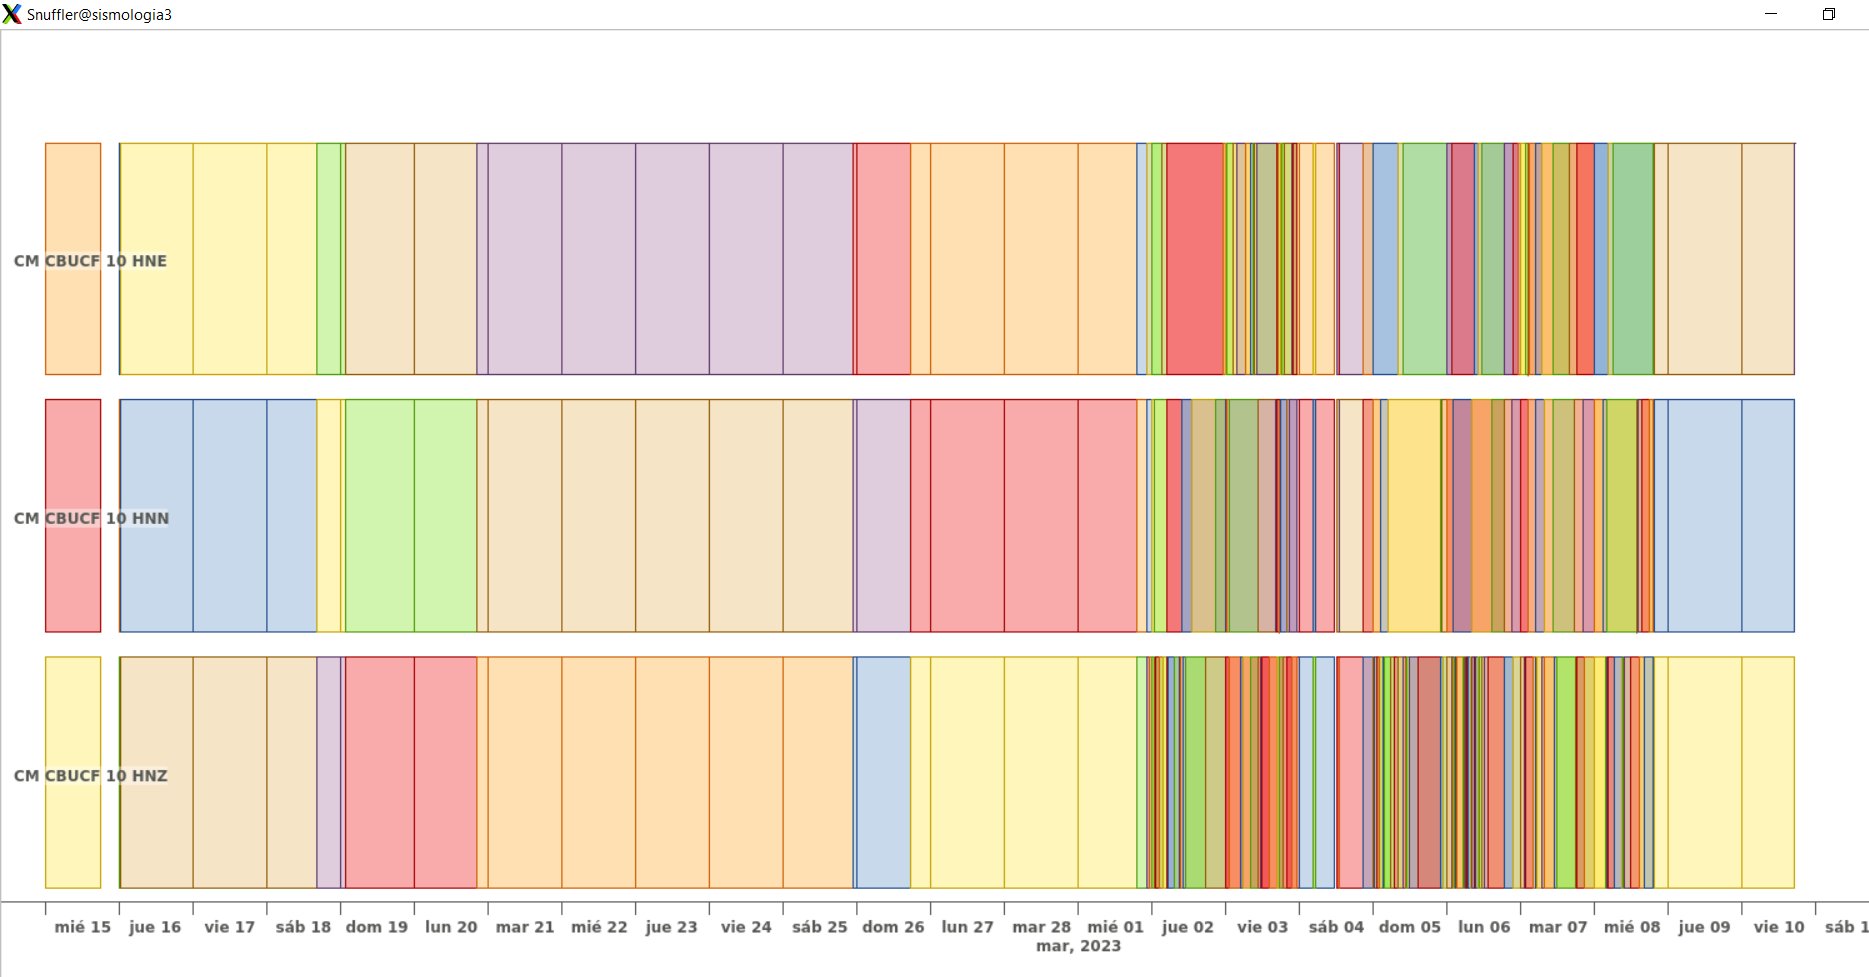 Snuffler@sismologia3
CM CBUCF 10 HNE
CM CBUCF 10 HNN
CM CBUCF 10 HNZ
mié 15 jue 16 vie 17 sáb 18 dom 19 lun 20 mar 21 mié 22 jue 23 vie 24 sáb 25 dom 26 lun 27 mar 28 mié 01 jue 02 vie 03 sáb 04 dom 05 lun 06 mar 07 mié 08 jue 09 vie 10 sáb 1
mar, 2023